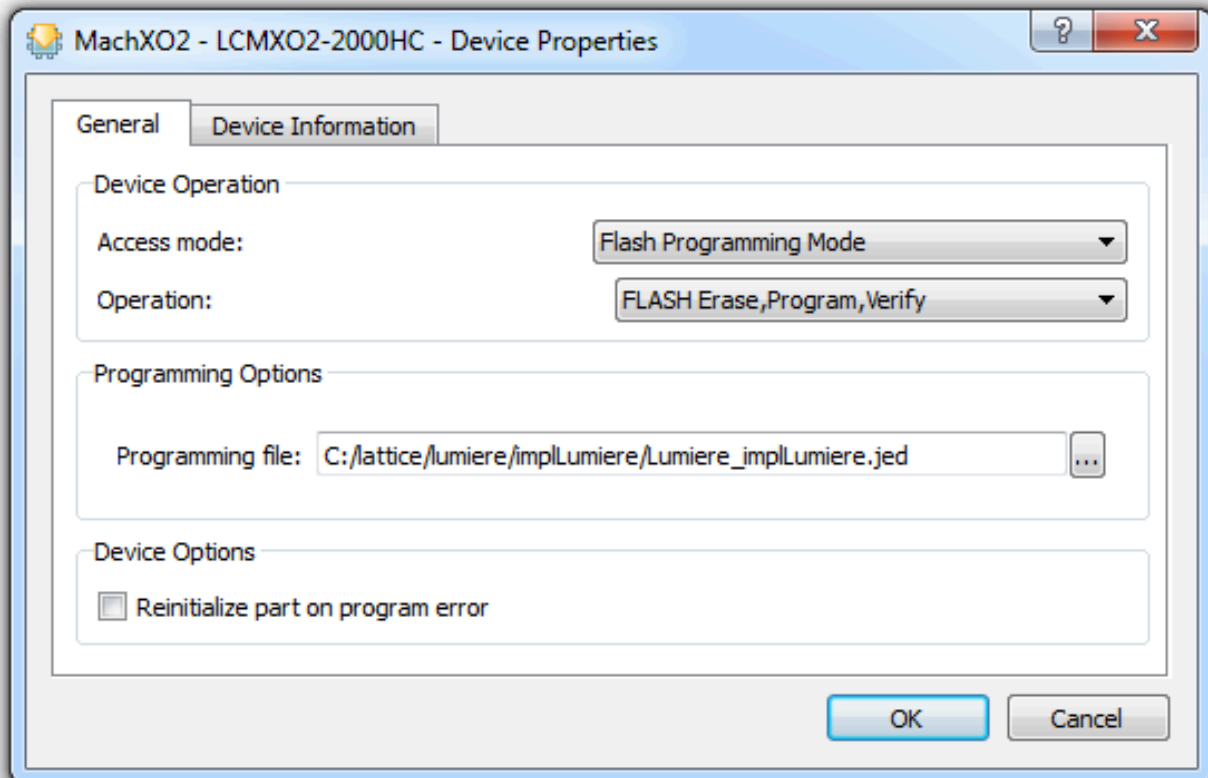 MachXO2 - LCMXO2-2000HC - Device Properties
General Device Information
Device Operation
Access mode: Flash Programming Mode
Operation: FLASH Erase,Program,Verify
Programming Options
Programming file: C:/lattice/lumiere/implLumiere/Lumiere_implLumiere.jed ...
Device Options
Reinitialize part on program error
OK Cancel